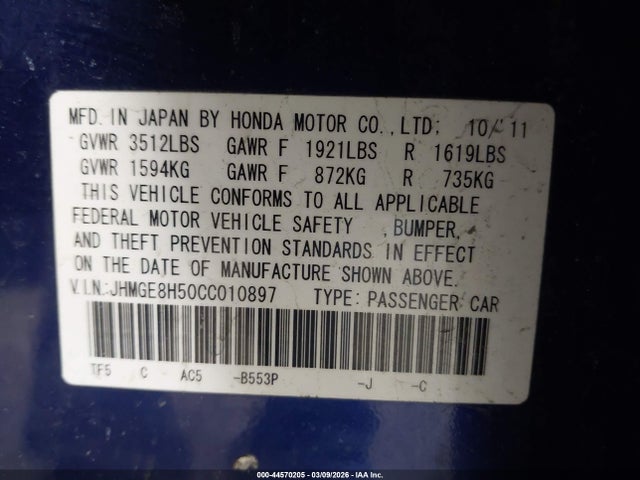 MFD. IN JAPAN BY HONDA MOTOR CO., LTD: 10/'11
GVWR 3512LBS GAWR F 1921LBS R 1619LBS
GVWR 1594KG GAWR F 872KG R 735KG
THIS VEHICLE CONFORMS TO ALL APPLICABLE
FEDERAL MOTOR VEHICLE SAFETY , BUMPER,
AND THEFT PREVENTION STANDARDS IN EFFECT
ON THE DATE OF MANUFACTURE SHOWN ABOVE.
V.I.N:JHMGE8H50CC010897 TYPE: PASSENGER CAR
TF5 C AC5 -B553P -J -C
000-44570205 - 03/09/2026 - IAA Inc.